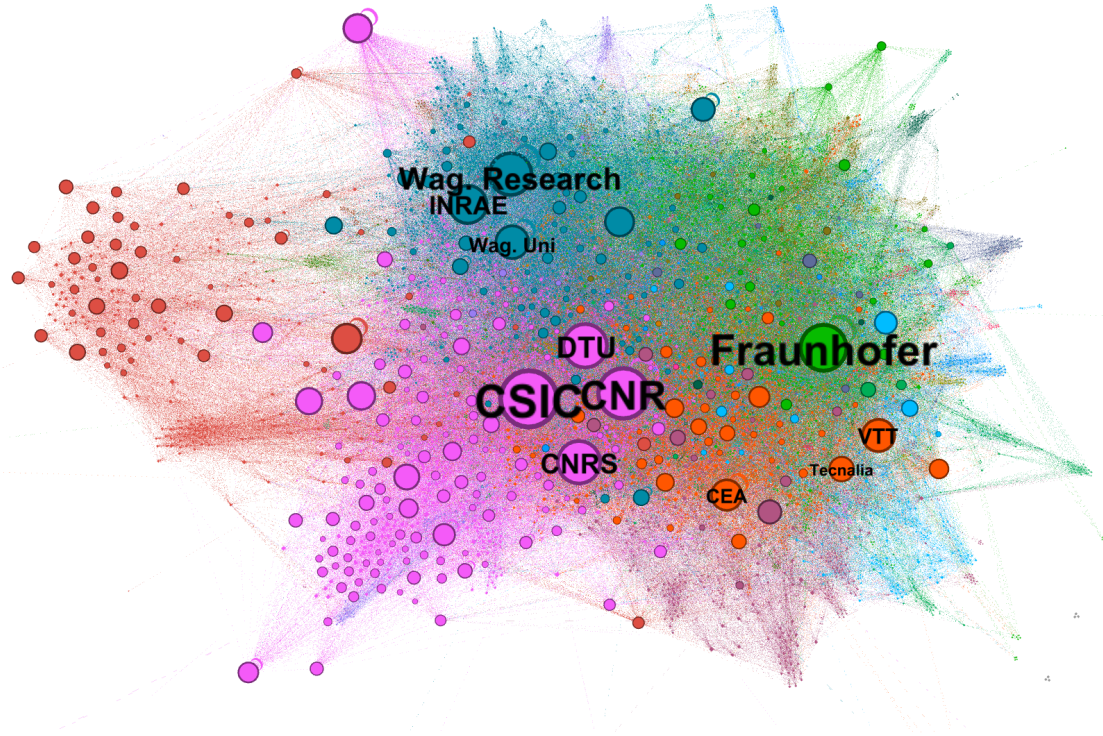 Wag. Research
INRAE
Wag. Uni
DTU
Fraunhofer
CSIC
CNR
VTT
CNRS
Tecnalia
CEA